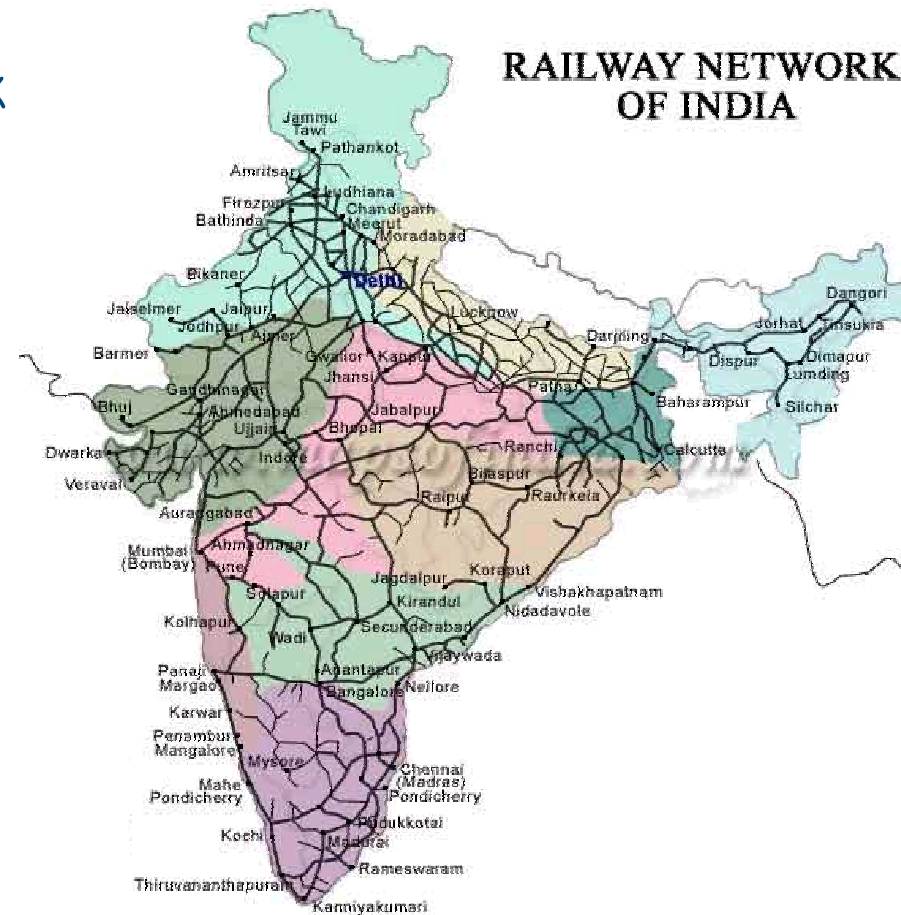 RAILWAY NETWORK
OF INDIA
Jammu
Tawi
Pathankot
Amritsar
Ludhiana
Firozpur
Chandigarh
Bathinda
Meerut
Moradabad
Bikaner
Delhi
Jaiselmer
Jaipur
Lucknow
Dangori
Jodhpur
Ajmer
Jorhat
Tinsukia
Barmer
Gwalior
Kanpur
Darjling
Dispur
Dimapur
Jhansi
Lumding
Gandhinagar
Patna
Baharampur
Bhuj
Ahmedabad
Jabalpur
Silchar
Ujjain
Bhopal
Dwarka
Indore
Ranchi
Calcutta
Veraval
Bilaspur
Raipur
Raurkela
Aurangabad
Mumbai
(Bombay)
Ahmadnagar
Pune
Jagdalpur
Koraput
Solapur
Kirandul
Vishakhapatnam
Nidadavole
Kolhapur
Wadi
Secunderabad
Panaji
Anantapur
Margao
Bangalore
Nellore
Karwar
Penambur
Mangalore
Mysore
Chennai
(Madras)
Mahe
Pondicherry
Pondicherry
Pudukkotai
Kochi
Madurai
Rameswaram
Thiruvananthapuram
Kanniyakumari